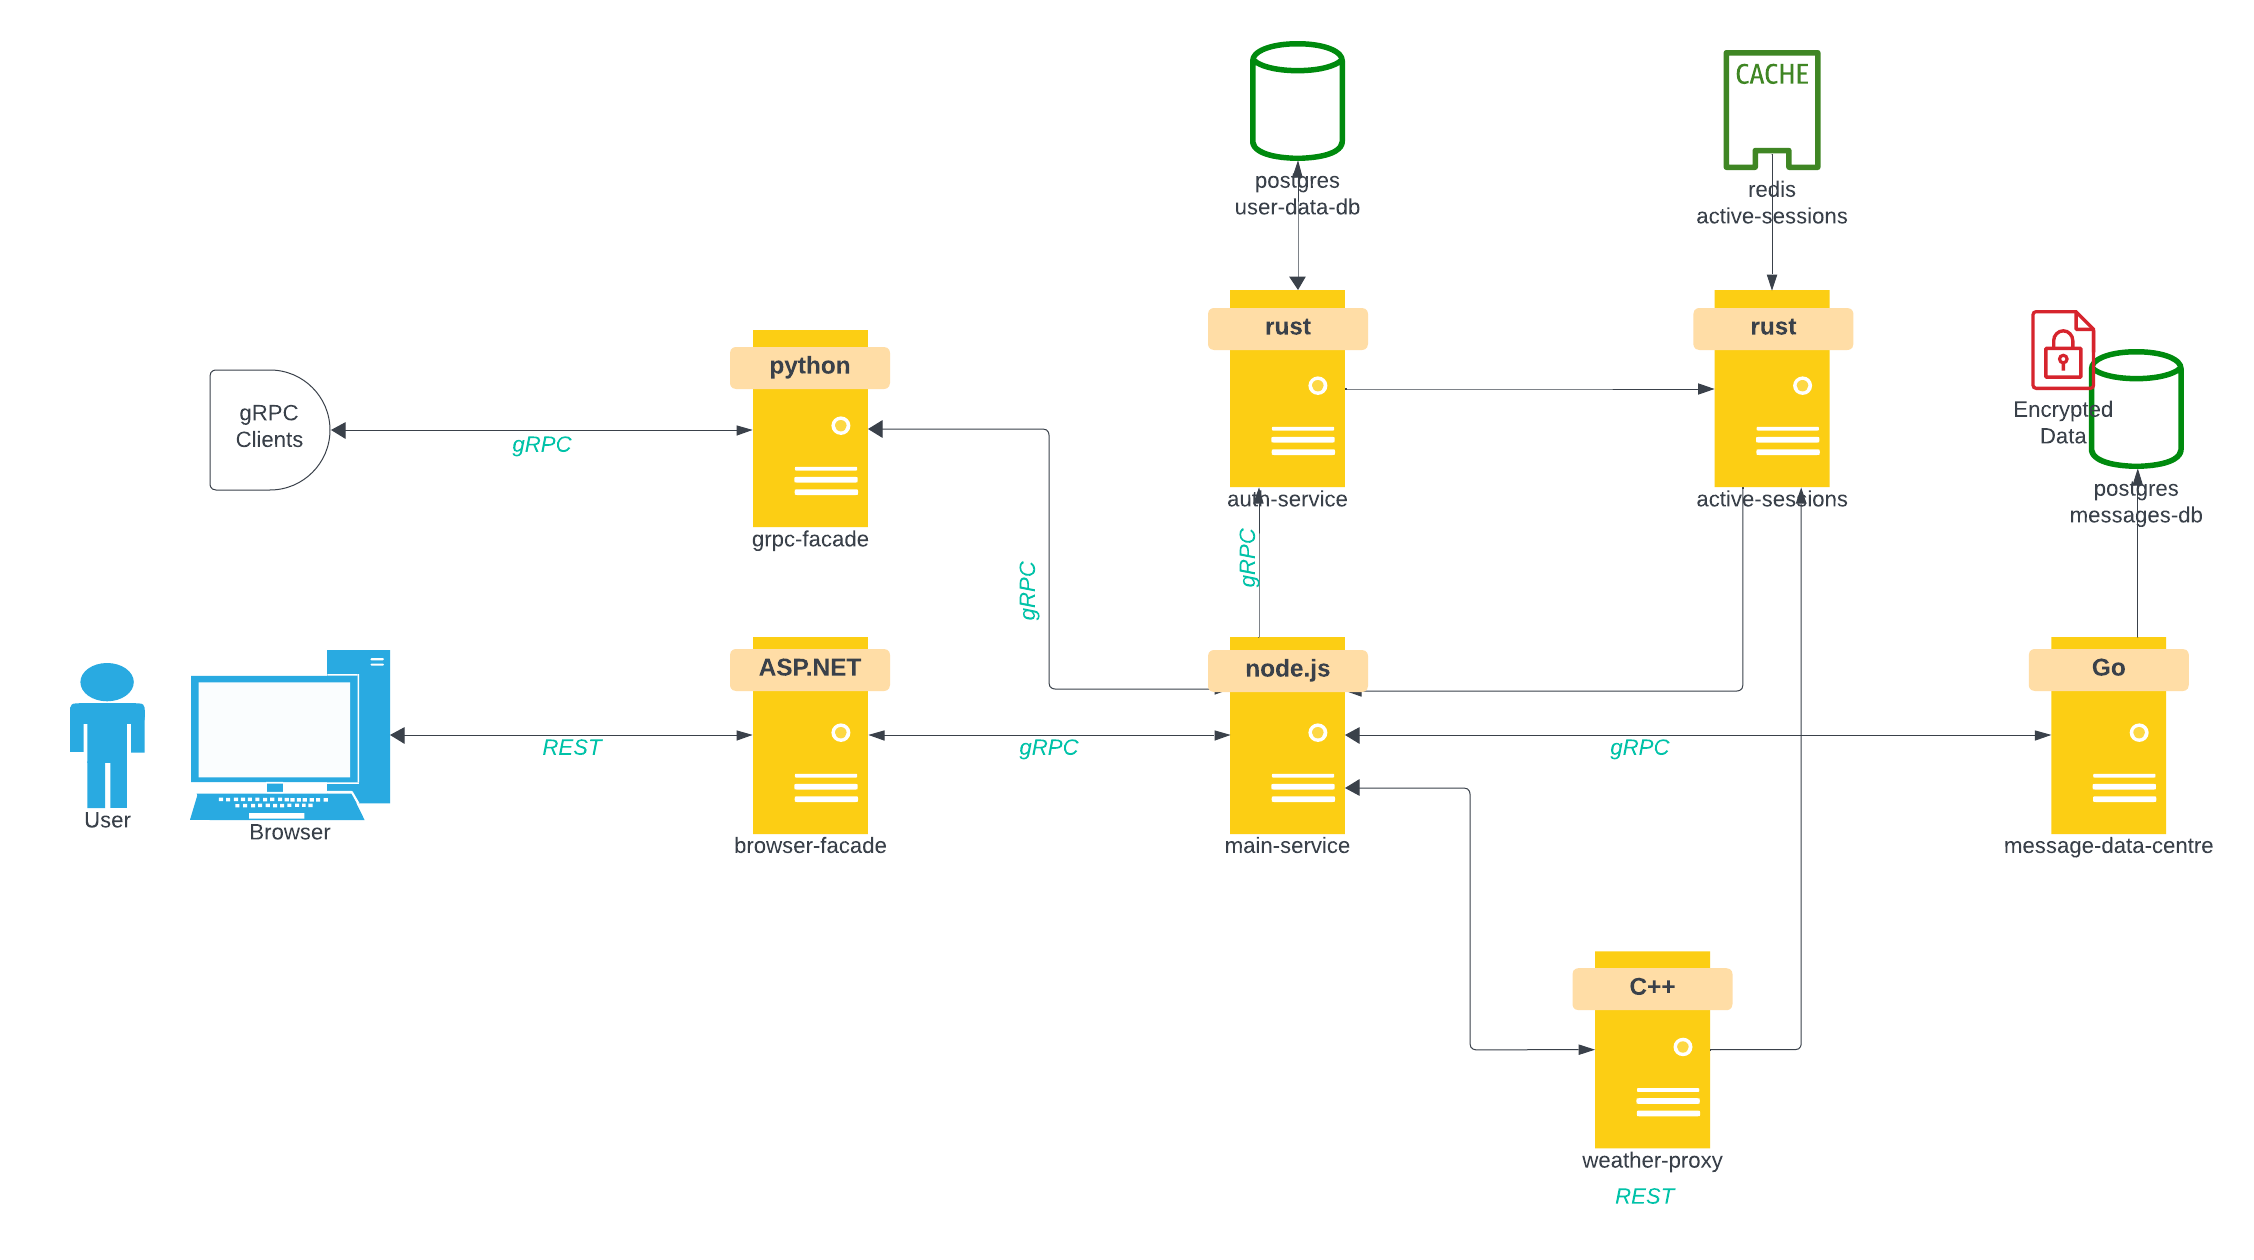 CACHE
postgres
user-data-db
redis
active-sessions
rust
rust
python
gRPC
Clients
gRPC
grpc-facade
auth-service
active-sessions
Encrypted
Data
postgres
messages-db
gRPC
gRPC
ASP.NET
node.js
Go
REST
gRPC
gRPC
User
Browser
browser-facade
main-service
message-data-centre
C++
weather-proxy
REST